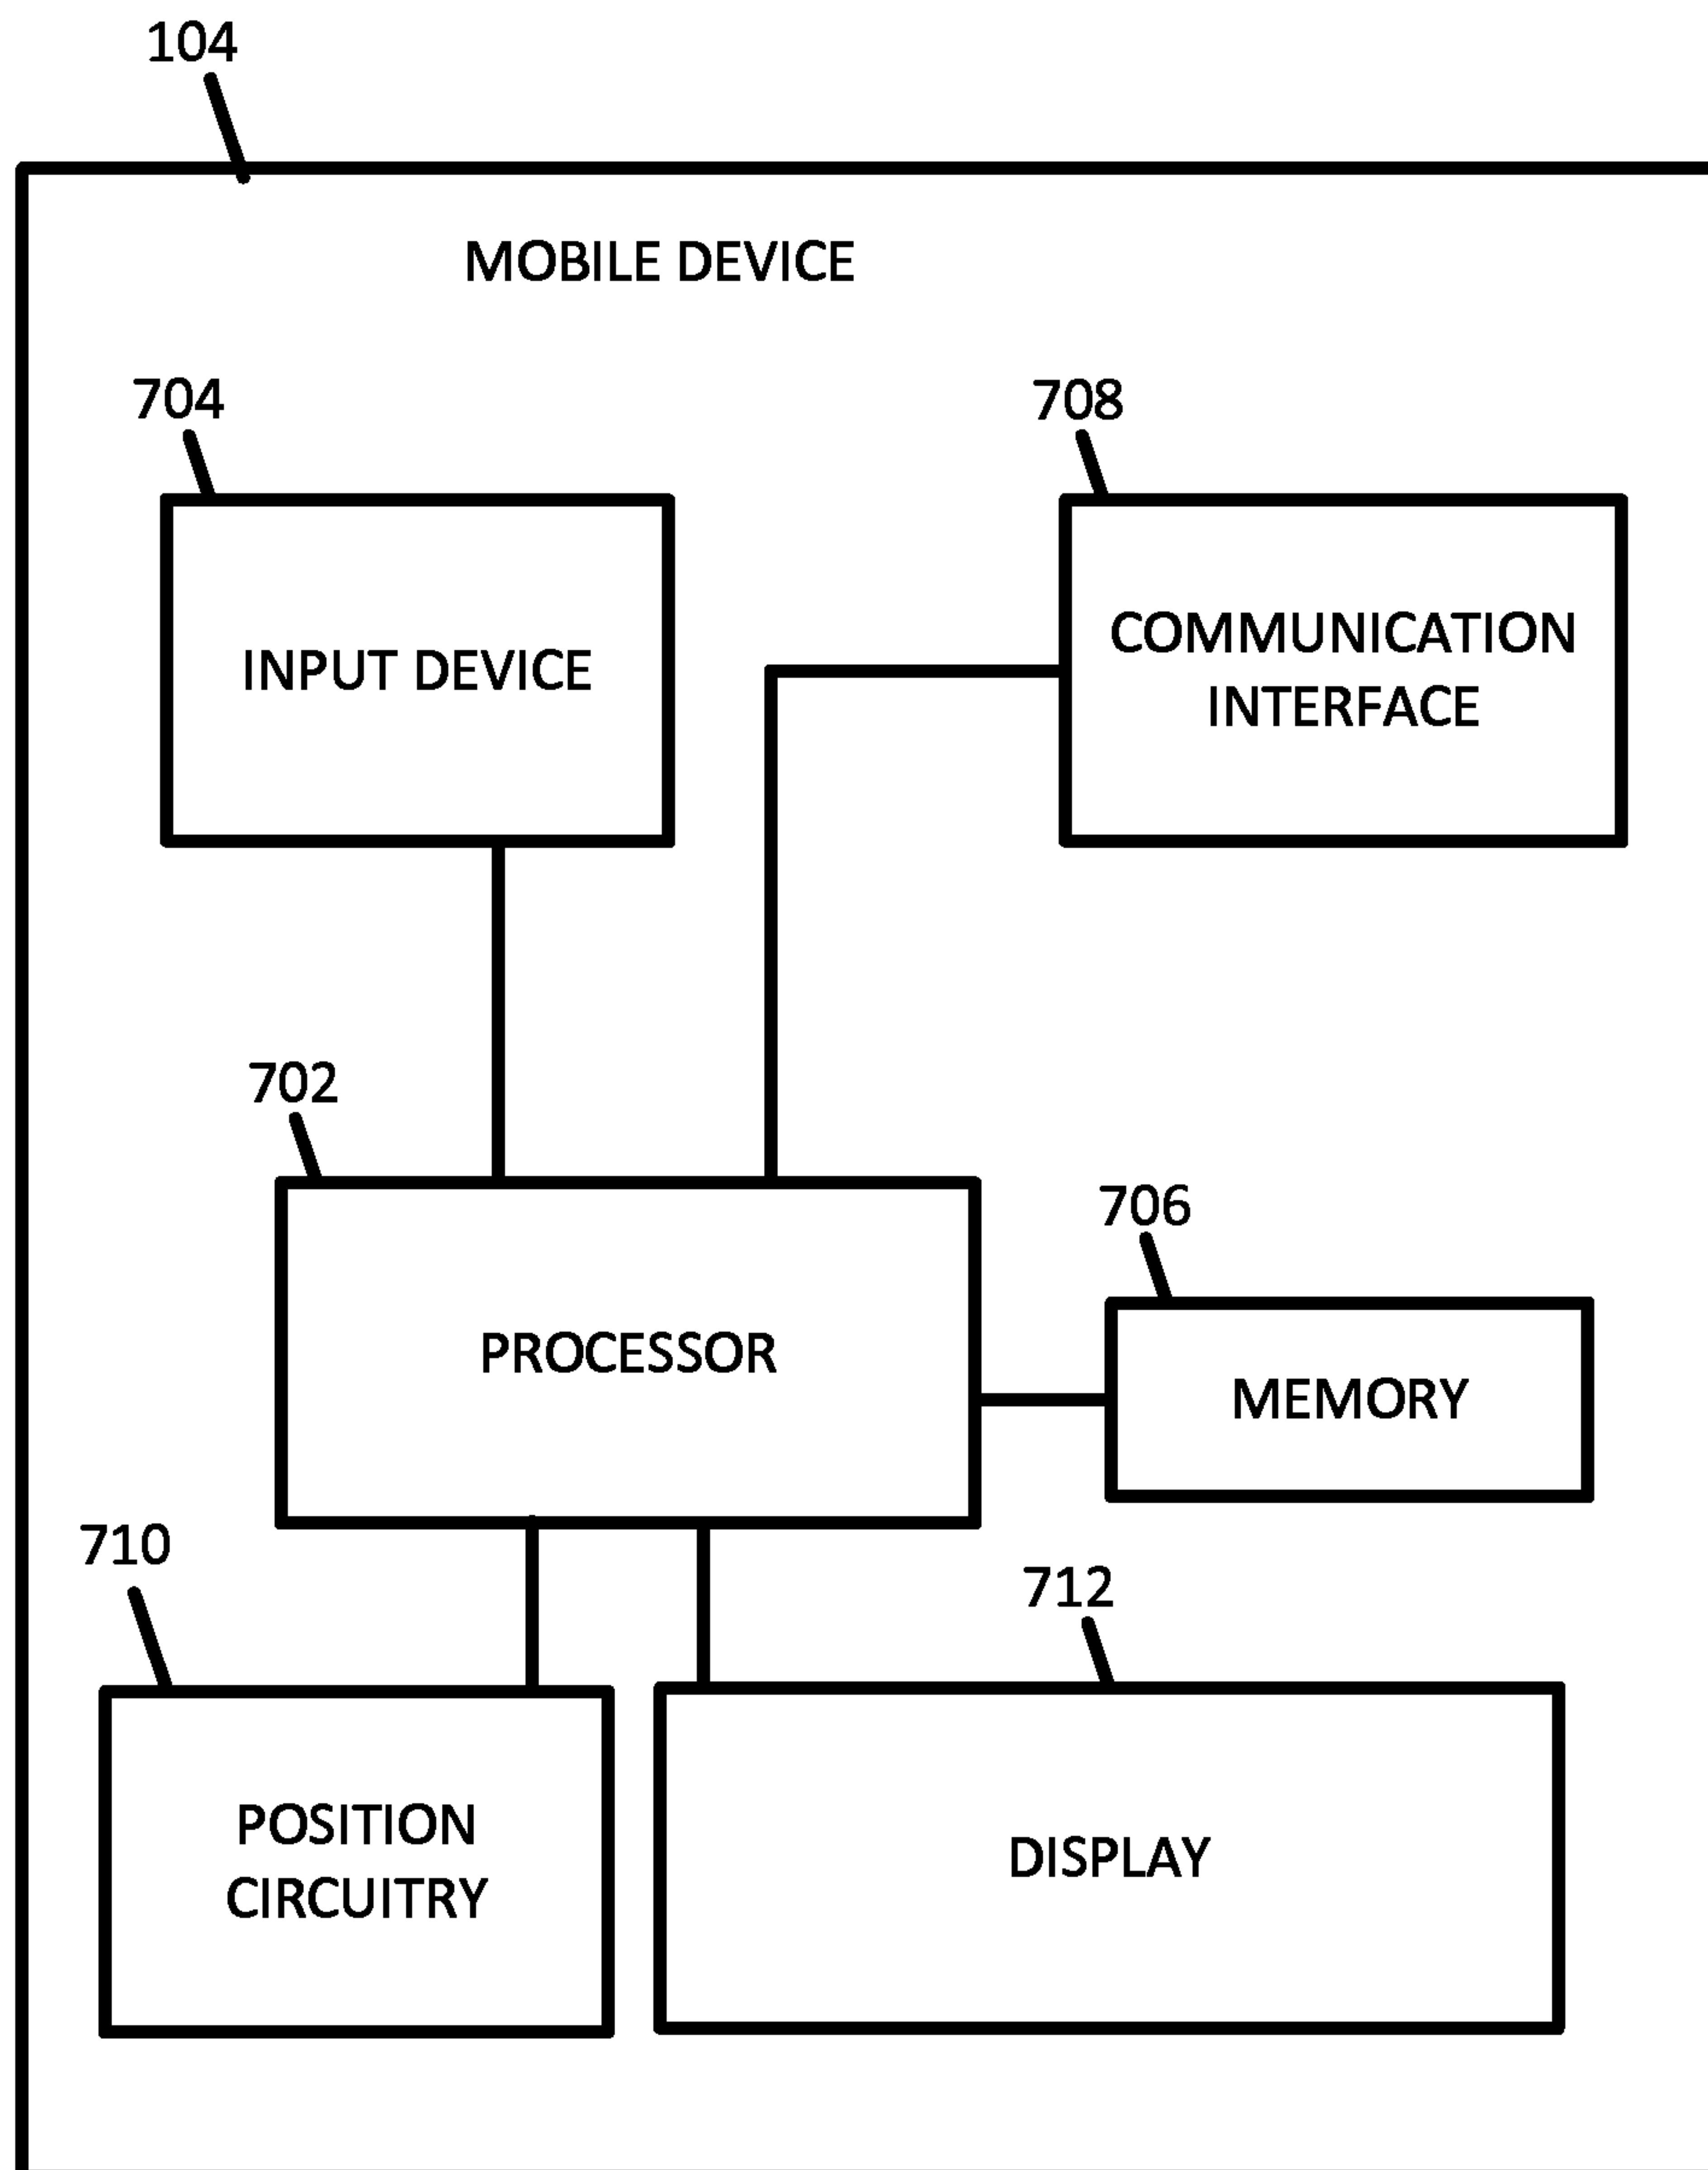 104
MOBILE DEVICE
704
708
INPUT DEVICE
COMMUNICATION
INTERFACE
702
706
PROCESSOR
MEMORY
710
712
POSITION
CIRCUITRY
DISPLAY